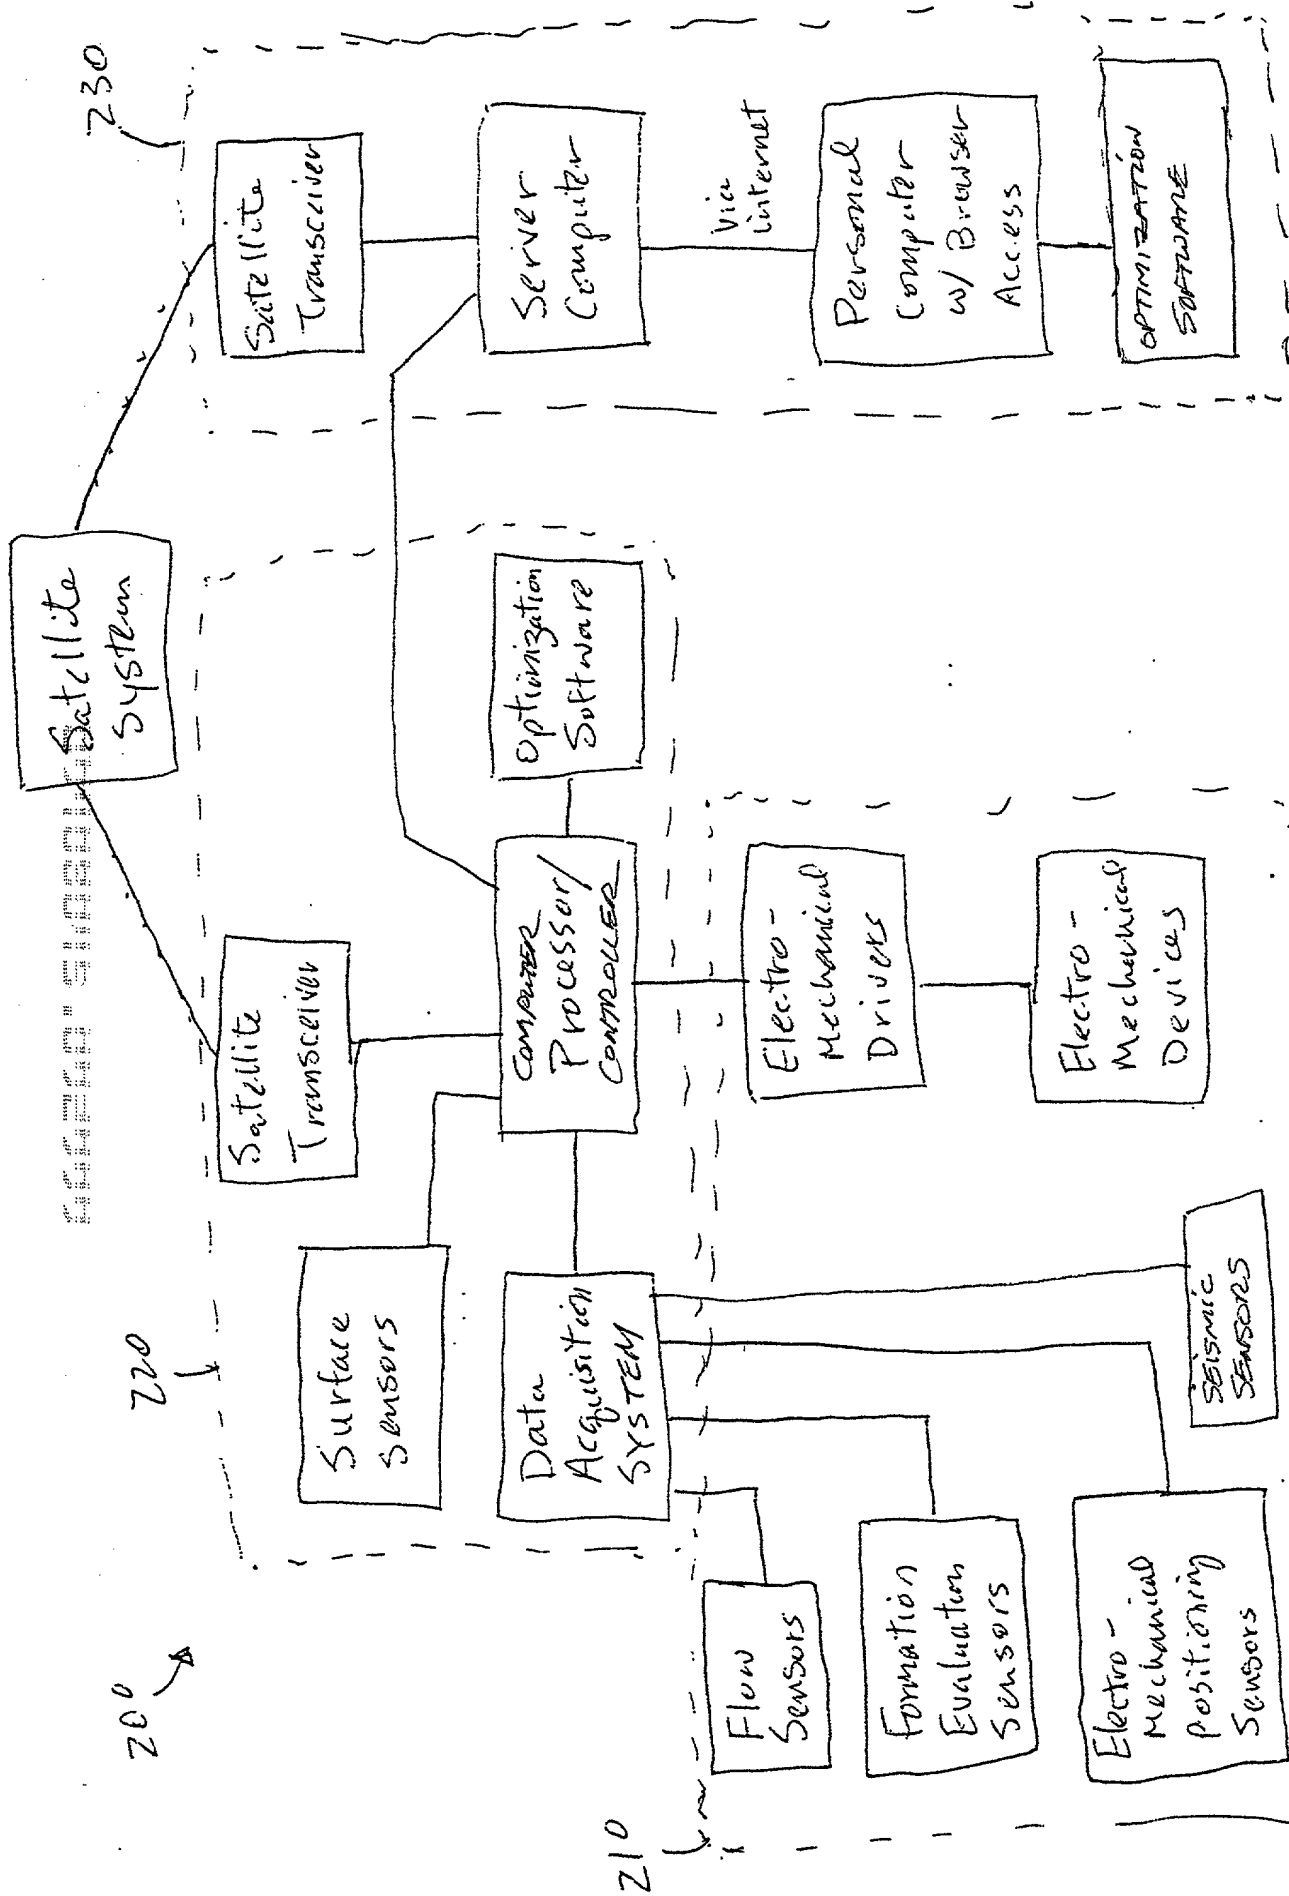 200
Satellite
System
220
230
Satellite
Transceiver
Satellite
Transceiver
Surface
Sensors
Data
Acquisition
SYSTEM
COMPUTER
Processor/
CONTROLLER
Optimization
Software
Server
Computer
Via
internet
Personal
Computer
w/ Browser
Access
OPTIMIZATION
SOFTWARE
210
Flow
Sensors
Formation
Evaluation
Sensors
Electro-
Mechanical
Positioning
Sensors
SEISMIC
SENSORS
Electro-
Mechanical
Drivers
Electro-
Mechanical
Devices